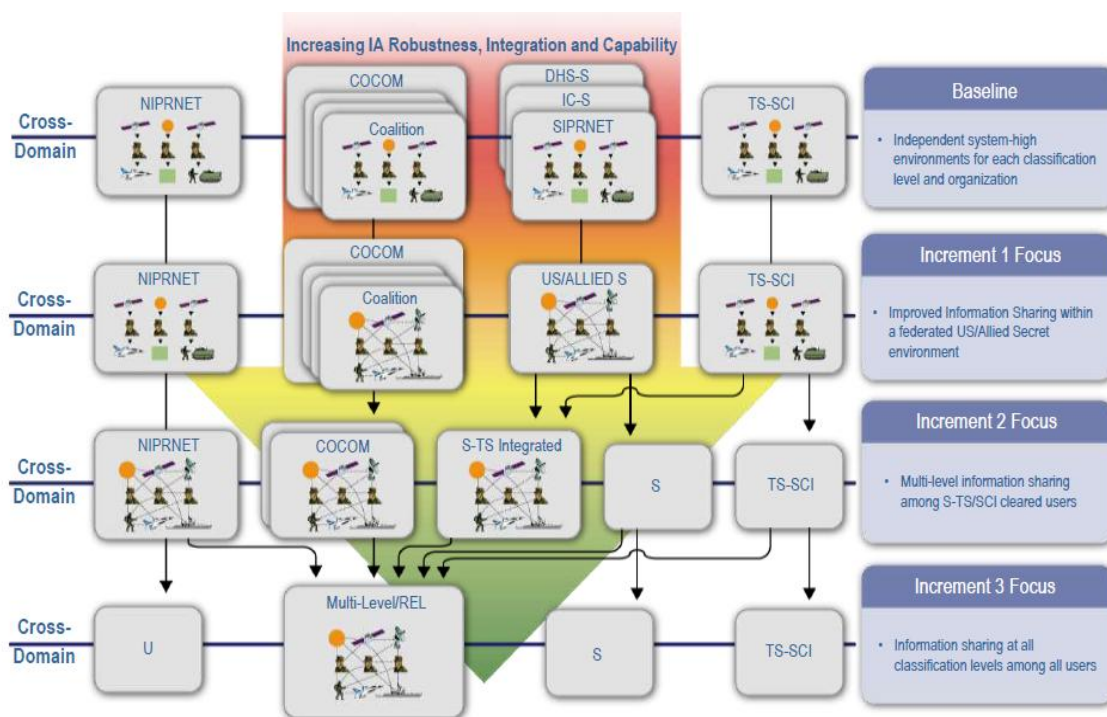 Increasing IA Robustness, Integration and Capability
Cross-
Domain
NIPRNET
COCOM
Coalition
DHS-S
IC-S
SIPRNET
TS-SCI
Baseline
• Independent system-high
environments for each classification
level and organization
Cross-
Domain
NIPRNET
COCOM
Coalition
US/ALLIED S
TS-SCI
Increment 1 Focus
• Improved Information Sharing within
a federated US/Allied Secret
environment
Cross-
Domain
NIPRNET
COCOM
S-TS Integrated
S
TS-SCI
Increment 2 Focus
• Multi-level information sharing
among S-TS/SCI cleared users
Cross-
Domain
U
Multi-Level/REL
S
TS-SCI
Increment 3 Focus
• Information sharing at all
classification levels among all users